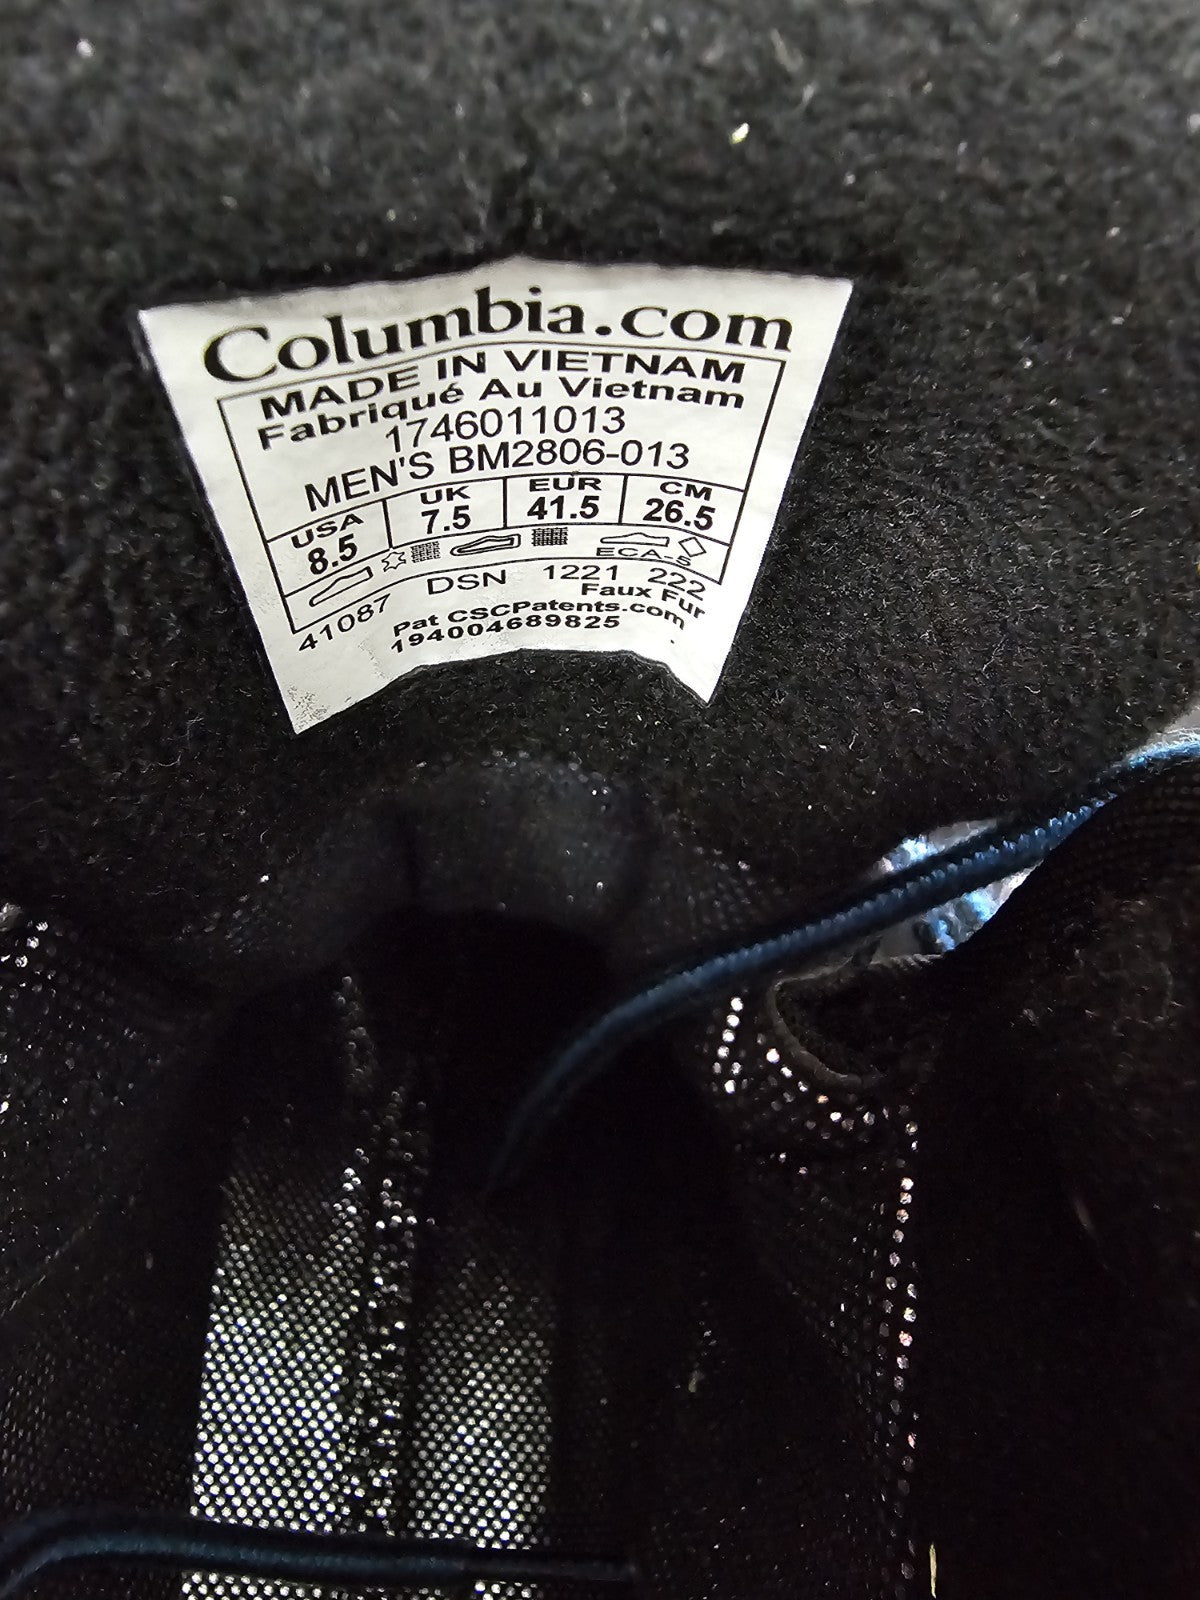 Columbia.com
MADE IN VIETNAM
Fabriqué Au Vietnam
1746011013
MEN'S BM2806-013
USA UK EUR CM
8.5 7.5 41.5 26.5
ECA-S
41087 DSN 1221 222
Faux Fur
Pat CSCPatents.com
194004689825